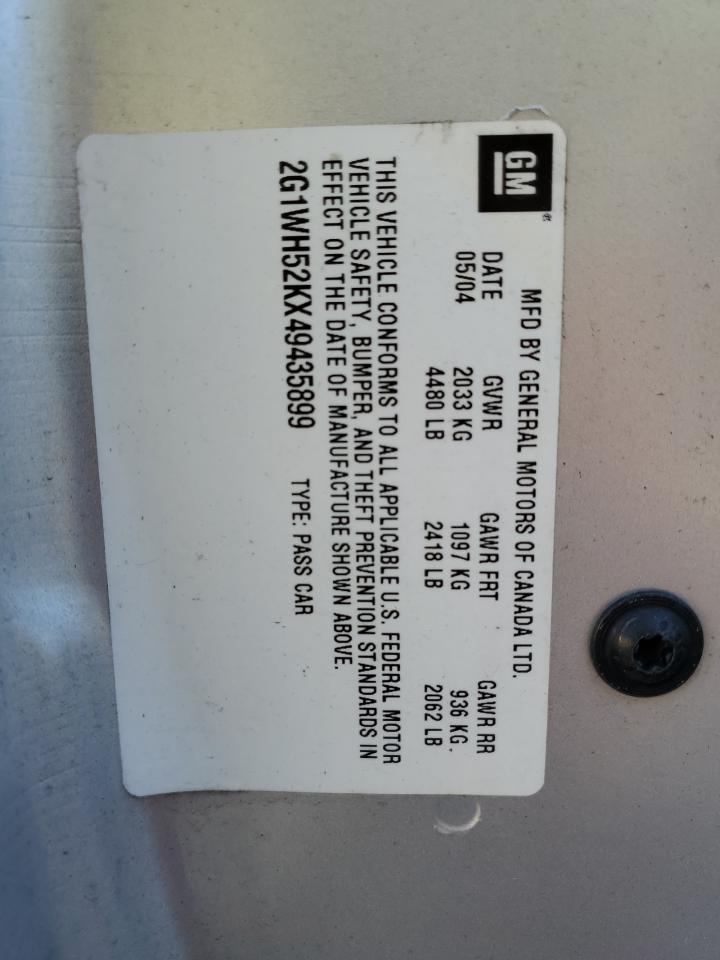 GM®
MFD BY GENERAL MOTORS OF CANADA LTD.
DATE GVWR GAWR FRT GAWR RR
05/04 2033 KG 1097 KG 936 KG.
4480 LB 2418 LB 2062 LB
THIS VEHICLE CONFORMS TO ALL APPLICABLE U.S. FEDERAL MOTOR
VEHICLE SAFETY, BUMPER, AND THEFT PREVENTION STANDARDS IN
EFFECT ON THE DATE OF MANUFACTURE SHOWN ABOVE.
2G1WH52KX49435899 TYPE: PASS CAR